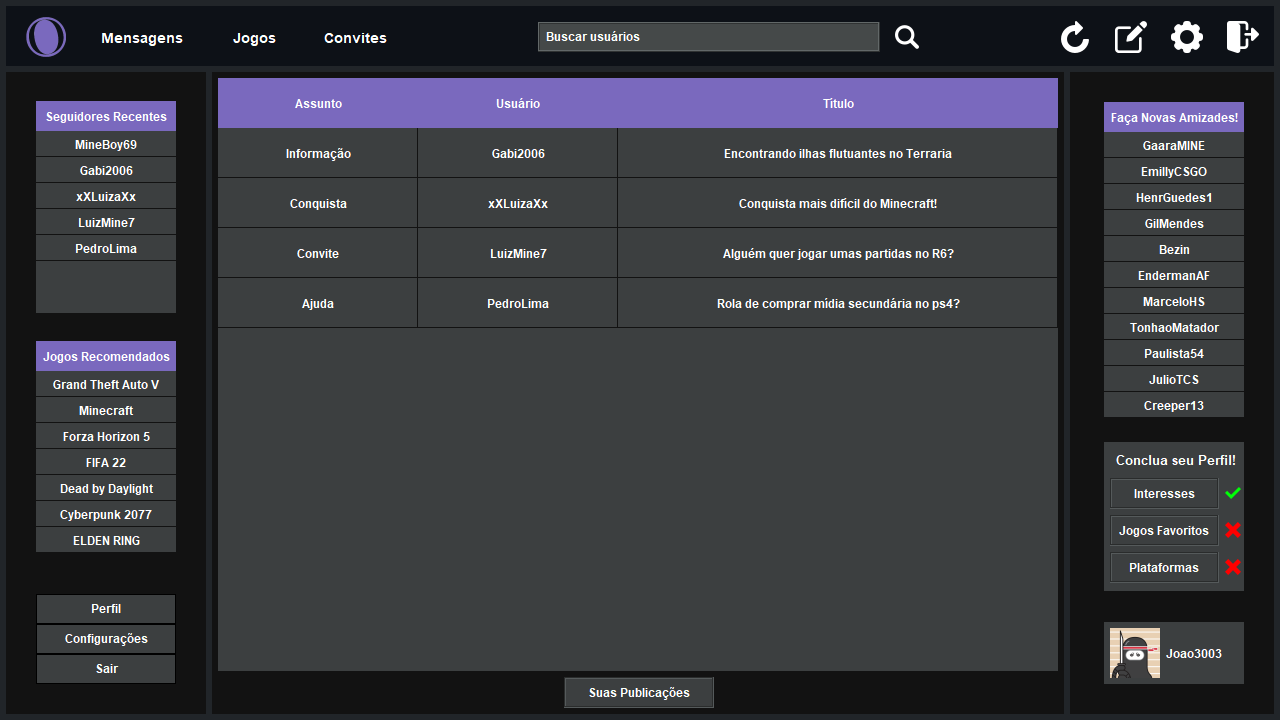 Mensagens
Jogos
Convites
Buscar usuários
Seguidores Recentes
MineBoy69
Gabi2006
xXLuizaXx
LuizMine7
PedroLima
Jogos Recomendados
Grand Theft Auto V
Minecraft
Forza Horizon 5
FIFA 22
Dead by Daylight
Cyberpunk 2077
ELDEN RING
Perfil
Configurações
Sair
Assunto Usuário Título
Informação Gabi2006 Encontrando ilhas flutuantes no Terraria
Conquista xXLuizaXx Conquista mais difícil do Minecraft!
Convite LuizMine7 Alguém quer jogar umas partidas no R6?
Ajuda PedroLima Rola de comprar mídia secundária no ps4?
Suas Publicações
Faça Novas Amizades!
GaaraMINE
EmillyCSGO
HenrGuedes1
GilMendes
Bezin
EndermanAF
MarceloHS
TonhaoMatador
Paulista54
JulioTCS
Creeper13
Conclua seu Perfil!
Interesses
Jogos Favoritos
Plataformas
Joao3003